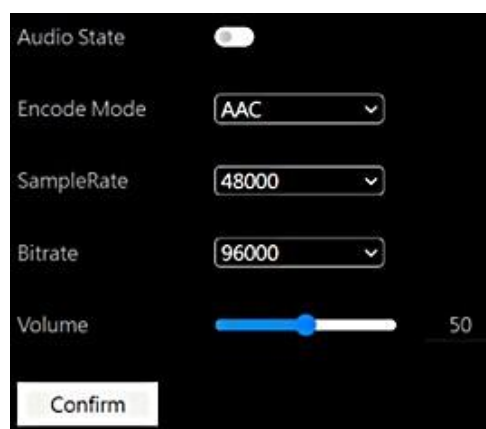 Audio State
Encode Mode AAC
SampleRate 48000
Bitrate 96000
Volume 50
Confirm